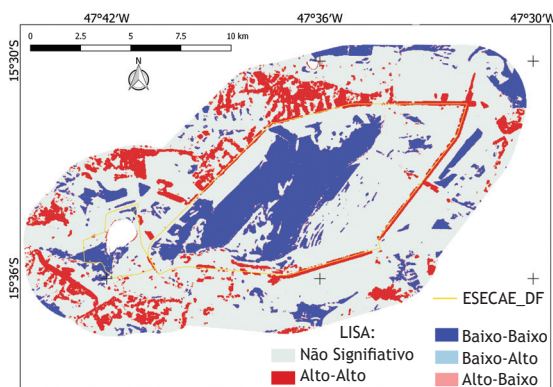 47°42'W 47°36'W 47°30'W
0 2.5 5 7.5 10 km
N
15°30'S
15°36'S
ESECAE_DF
LISA:
Não Signifiativo
Alto-Alto
Baixo-Baixo
Baixo-Alto
Alto-Baixo